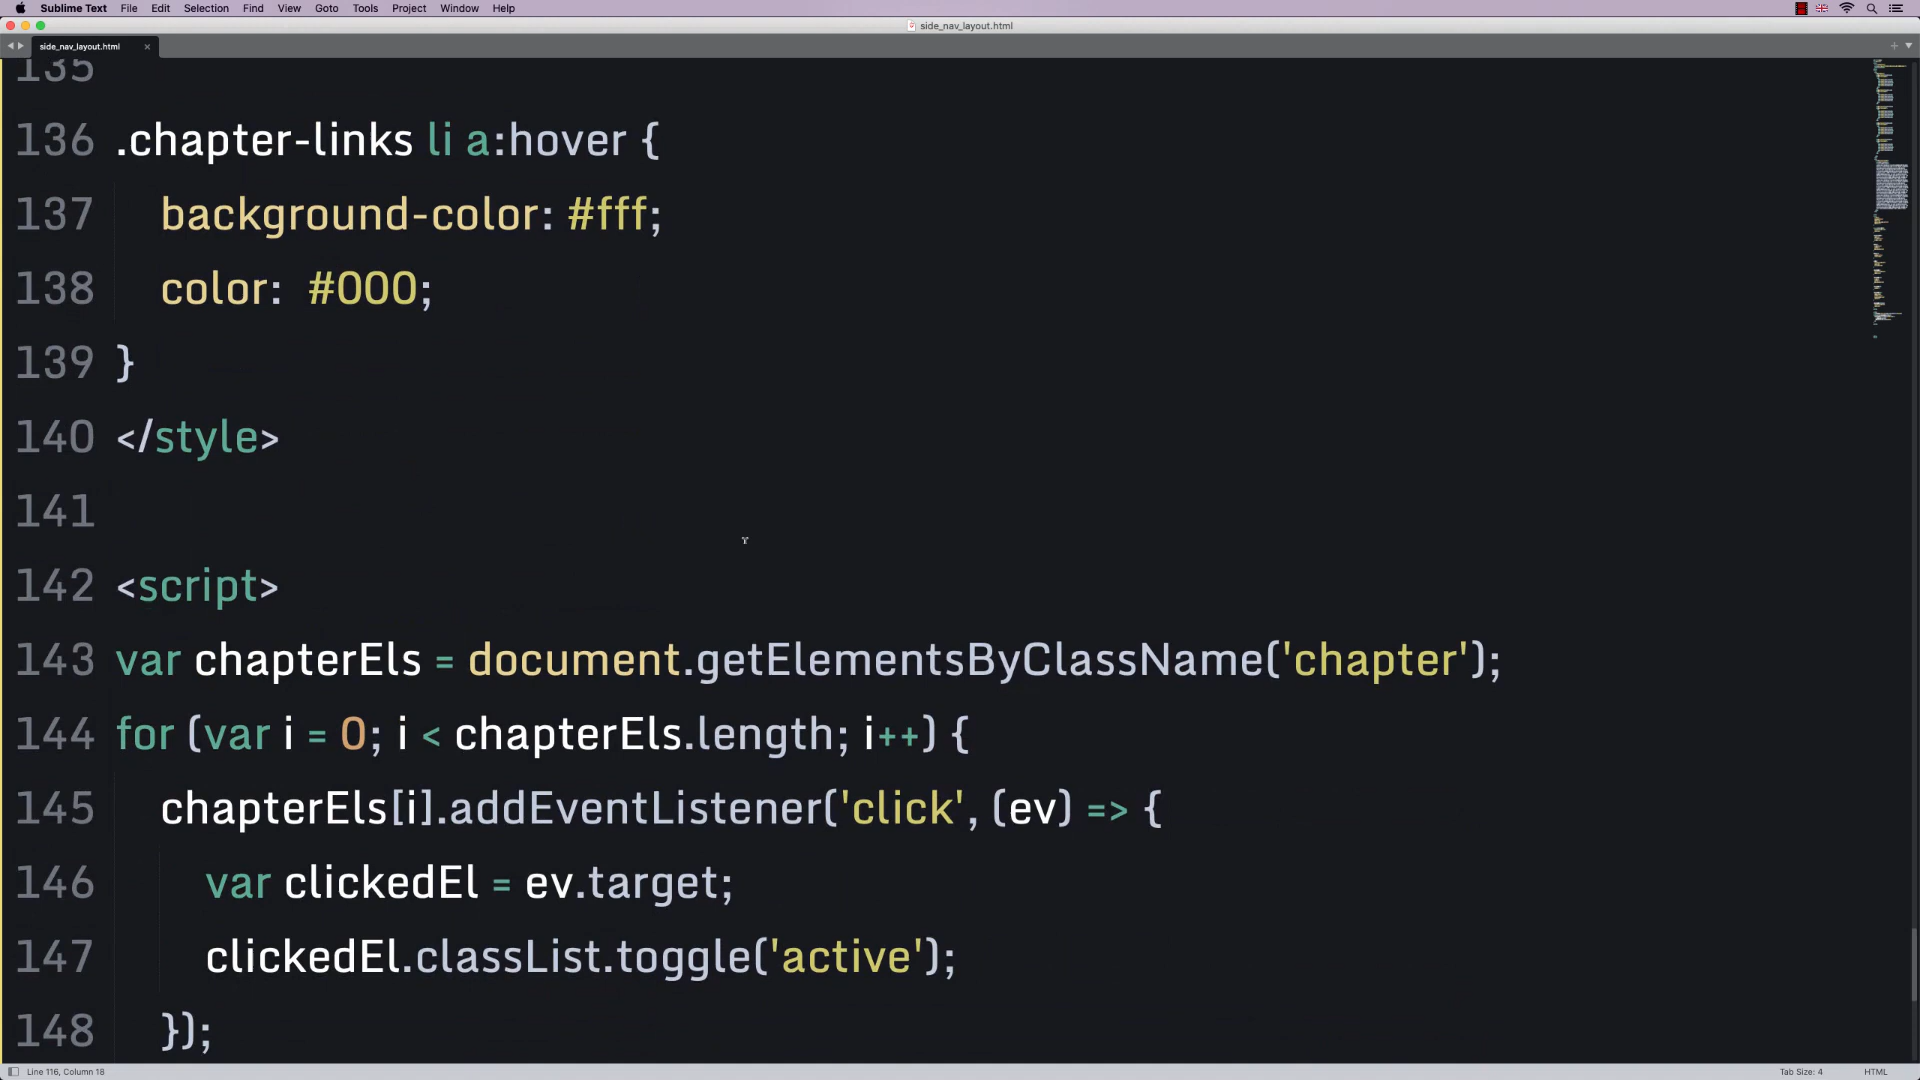 Sublime Text File Edit Selection Find View Goto Tools Project Window Help
side_nav_layout.html
side_nav_layout.html
135
136 .chapter-links li a:hover {
137 background-color: #fff;
138 color:  #000;
139 }
140 </style>
141
142 <script>
143 var chapterEls = document.getElementsByClassName('chapter');
144 for (var i = 0; i < chapterEls.length; i++) {
145 chapterEls[i].addEventListener('click', (ev) => {
146 var clickedEl = ev.target;
147 clickedEl.classList.toggle('active');
148 });
Line 116, Column 18 Tab Size: 4 HTML